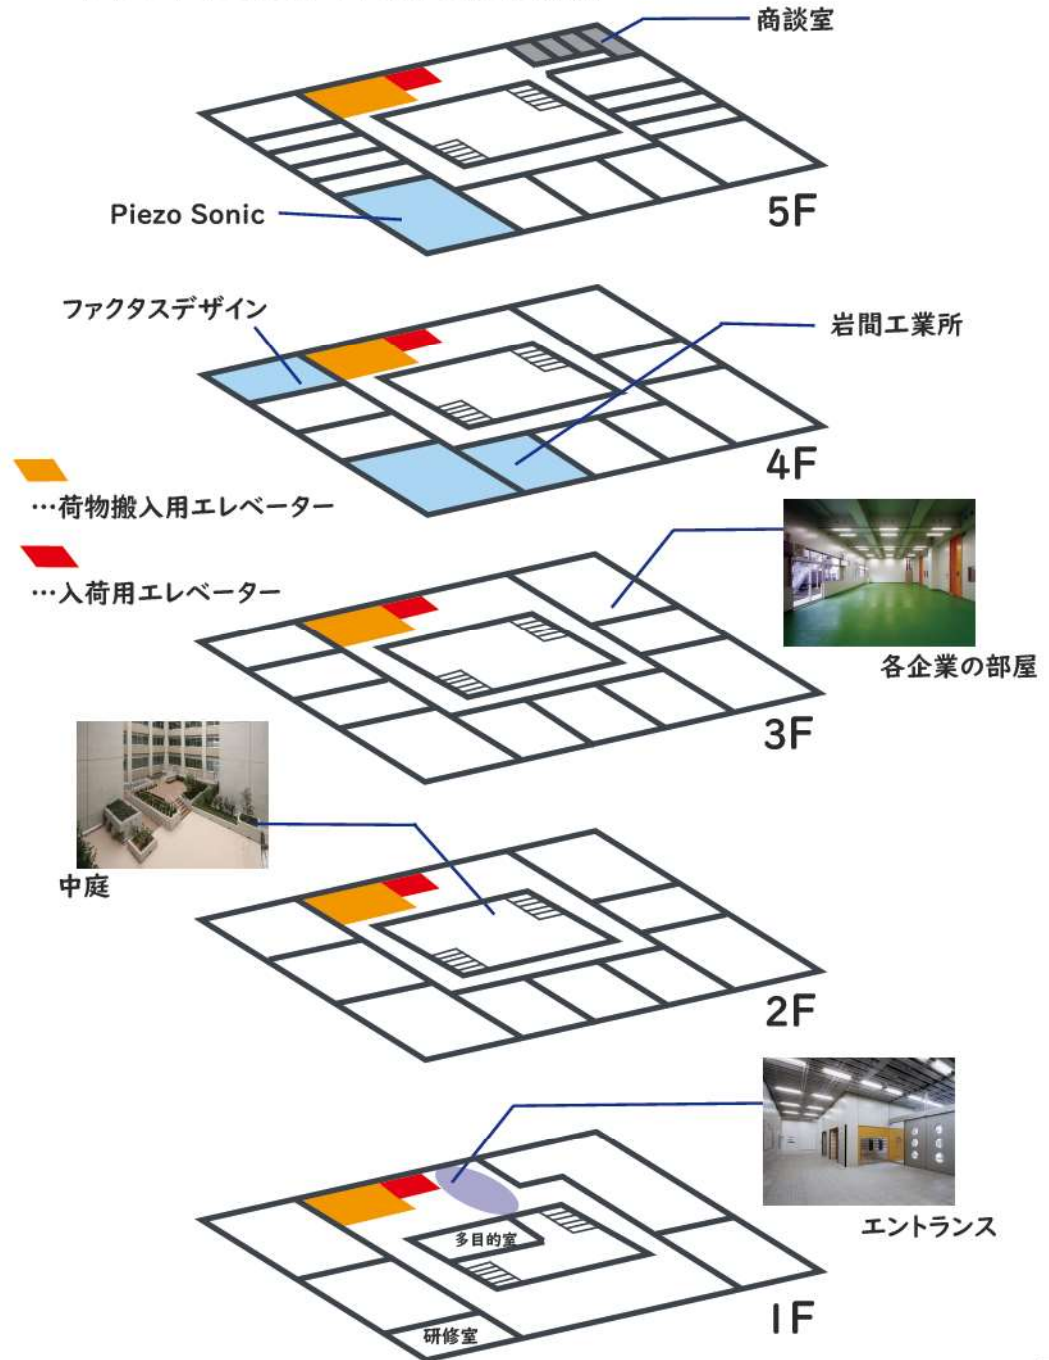 商談室
5F
Piezo Sonic
ファクタスデザイン
岩間工業所
4F
…荷物搬入用エレベーター
…入荷用エレベーター
各企業の部屋
3F
中庭
2F
エントランス
多目的室
研修室
1F